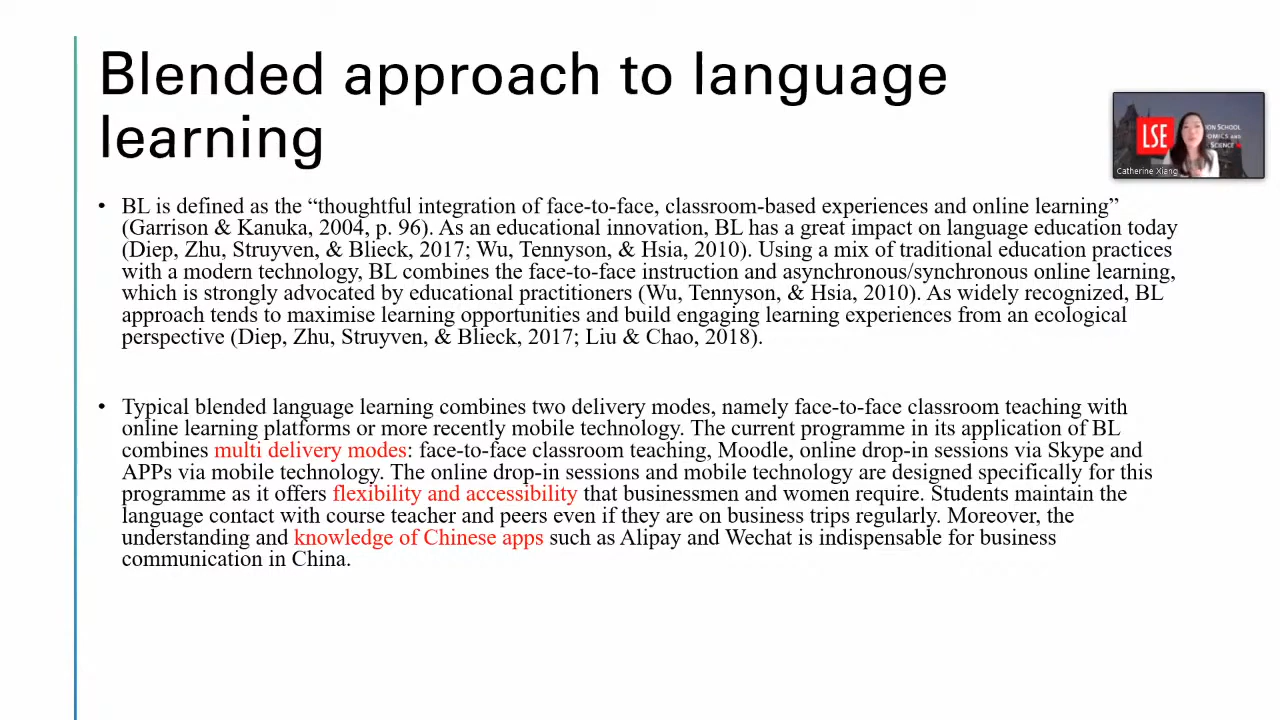 Blended approach to language
learning
LSE
ON SCHOOL
OMICS AND
SCIENCE
Catherine Xiang
• BL is defined as the “thoughtful integration of face-to-face, classroom-based experiences and online learning”
(Garrison & Kanuka, 2004, p. 96). As an educational innovation, BL has a great impact on language education today
(Diep, Zhu, Struyven, & Blieck, 2017; Wu, Tennyson, & Hsia, 2010). Using a mix of traditional education practices
with a modern technology, BL combines the face-to-face instruction and asynchronous/synchronous online learning,
which is strongly advocated by educational practitioners (Wu, Tennyson, & Hsia, 2010). As widely recognized, BL
approach tends to maximise learning opportunities and build engaging learning experiences from an ecological
perspective (Diep, Zhu, Struyven, & Blieck, 2017; Liu & Chao, 2018).
• Typical blended language learning combines two delivery modes, namely face-to-face classroom teaching with
online learning platforms or more recently mobile technology. The current programme in its application of BL
combines multi delivery modes: face-to-face classroom teaching, Moodle, online drop-in sessions via Skype and
APPs via mobile technology. The online drop-in sessions and mobile technology are designed specifically for this
programme as it offers flexibility and accessibility that businessmen and women require. Students maintain the
language contact with course teacher and peers even if they are on business trips regularly. Moreover, the
understanding and knowledge of Chinese apps such as Alipay and Wechat is indispensable for business
communication in China.